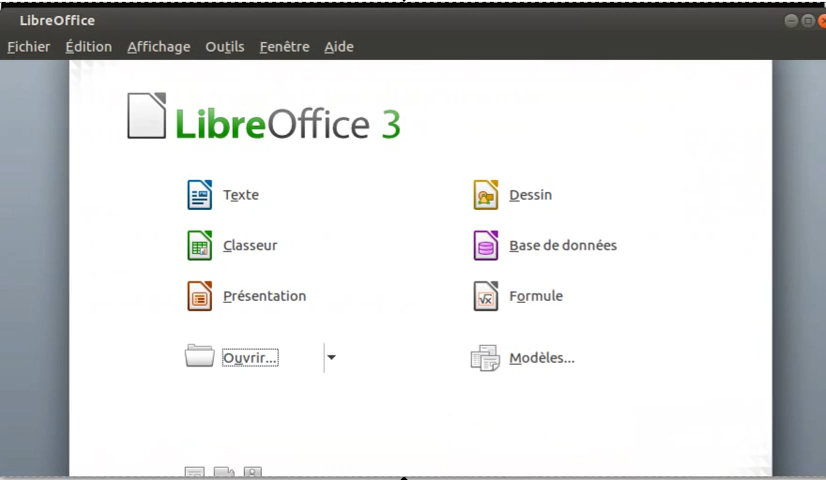 LibreOffice
Fichier Édition Affichage Outils Fenêtre Aide
LibreOffice 3
Texte
Dessin
Classeur
Base de données
Présentation
Formule
Ouvrir...
Modèles...